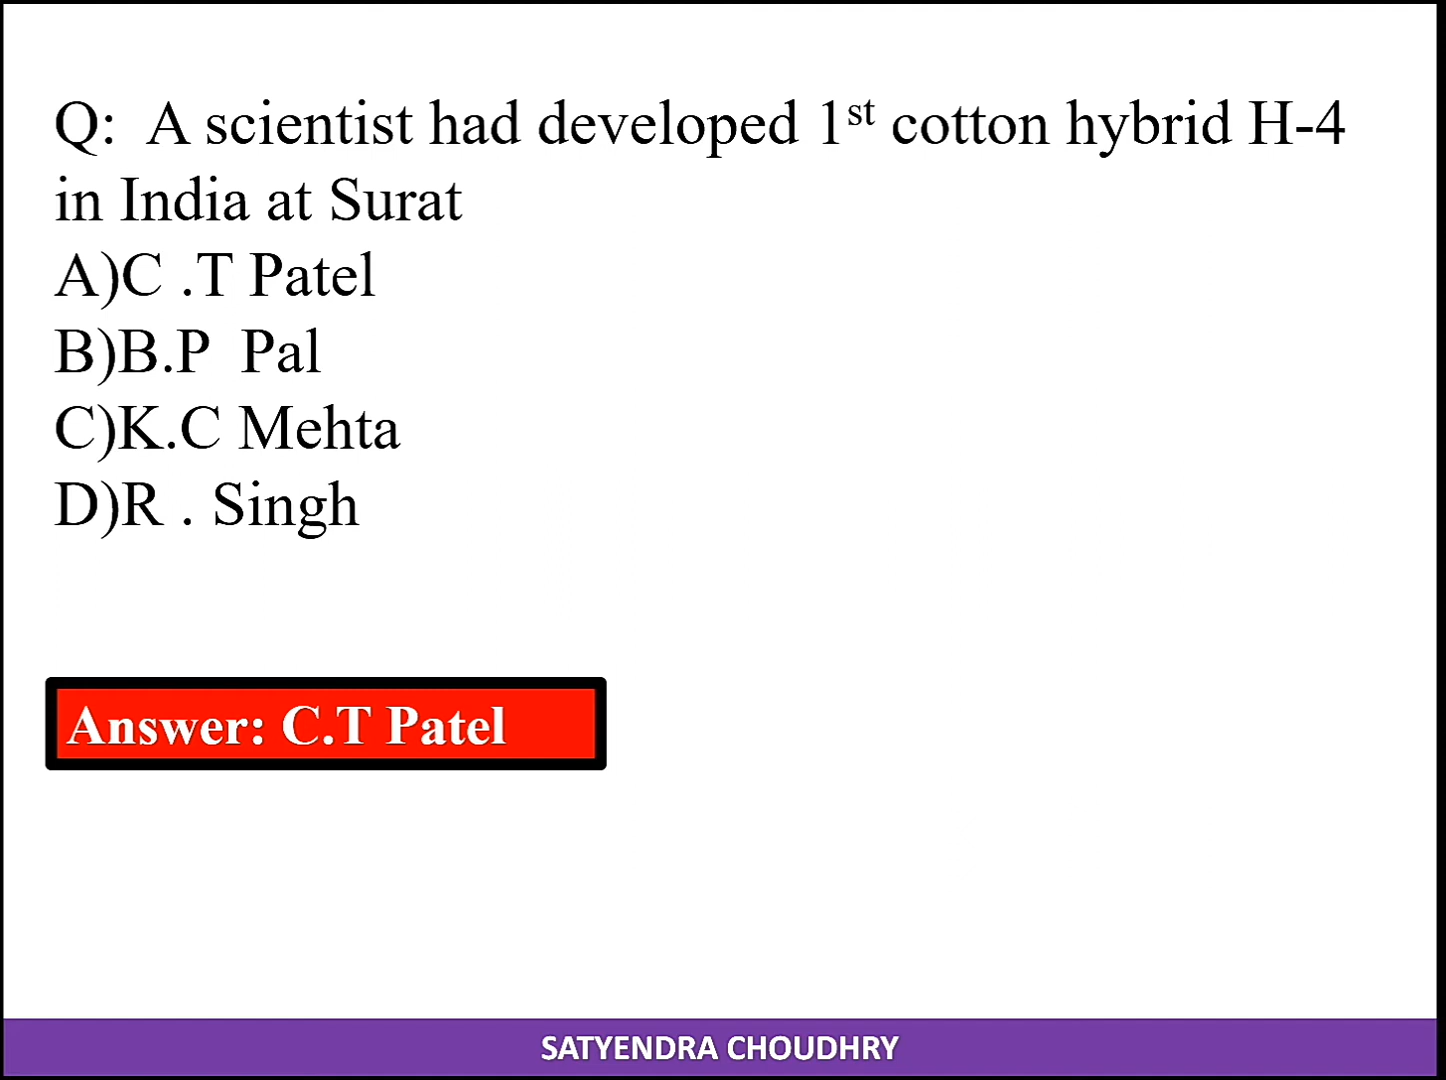 Q:  A scientist had developed 1st cotton hybrid H-4
in India at Surat
A)C .T Patel
B)B.P  Pal
C)K.C Mehta
D)R . Singh
Answer: C.T Patel
SATYENDRA CHOUDHRY